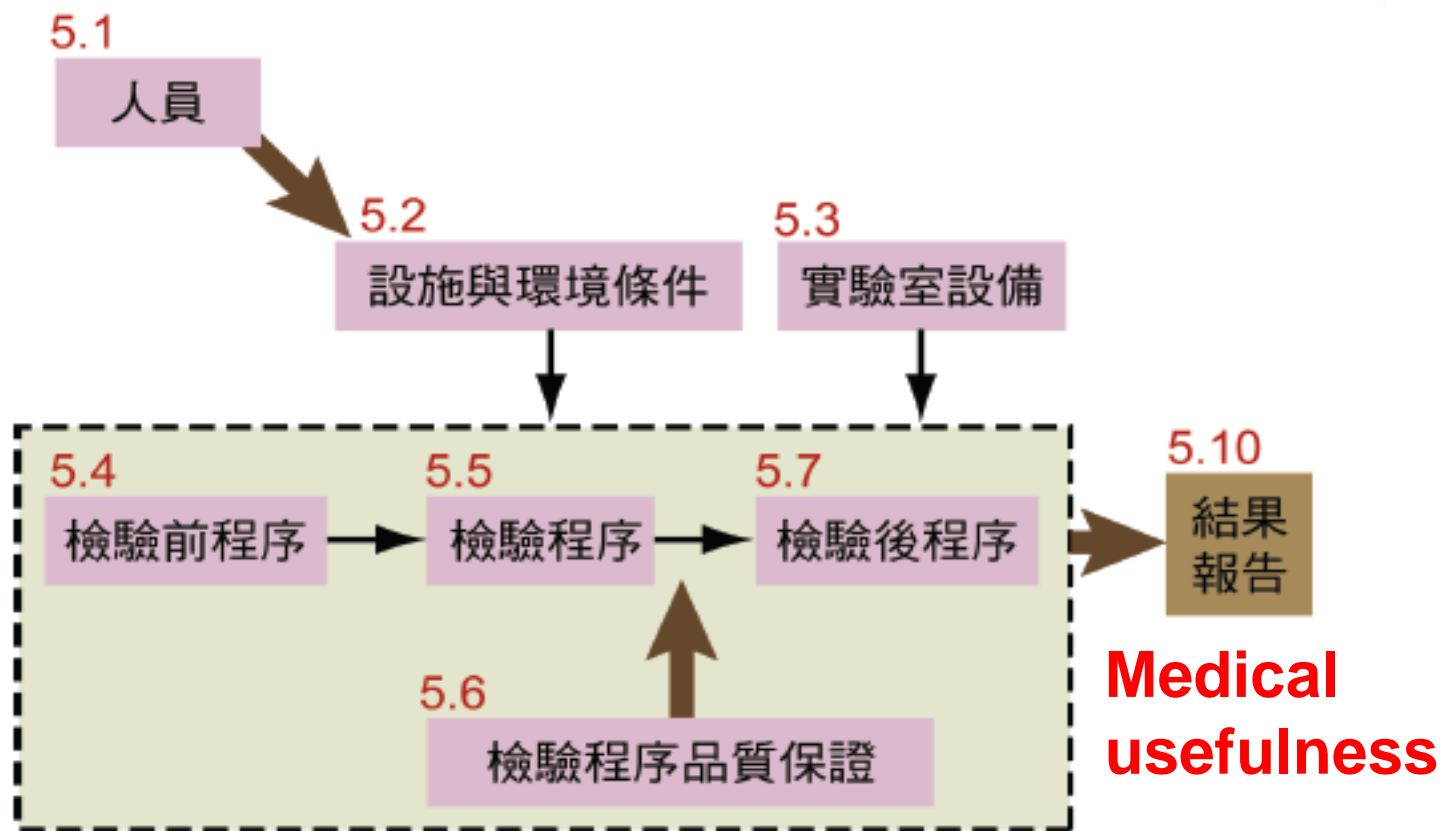 5.1
人員
5.2
設施與環境條件
5.3
實驗室設備
5.4
檢驗前程序
5.5
檢驗程序
5.7
檢驗後程序
5.10
結果
報告
5.6
檢驗程序品質保證
Medical
usefulness